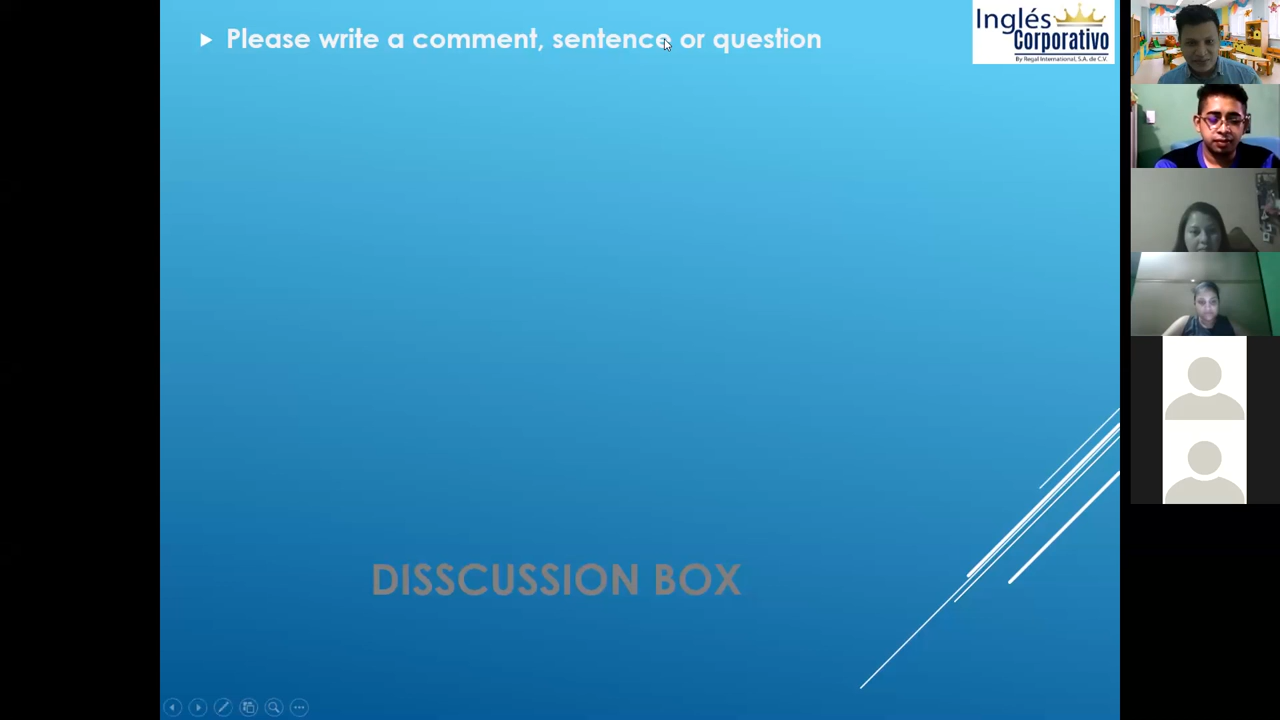 Please write a comment, sentence or question
Inglés
Corporativo
By Regal International, S.A. de C.V.
DISSCUSSION BOX